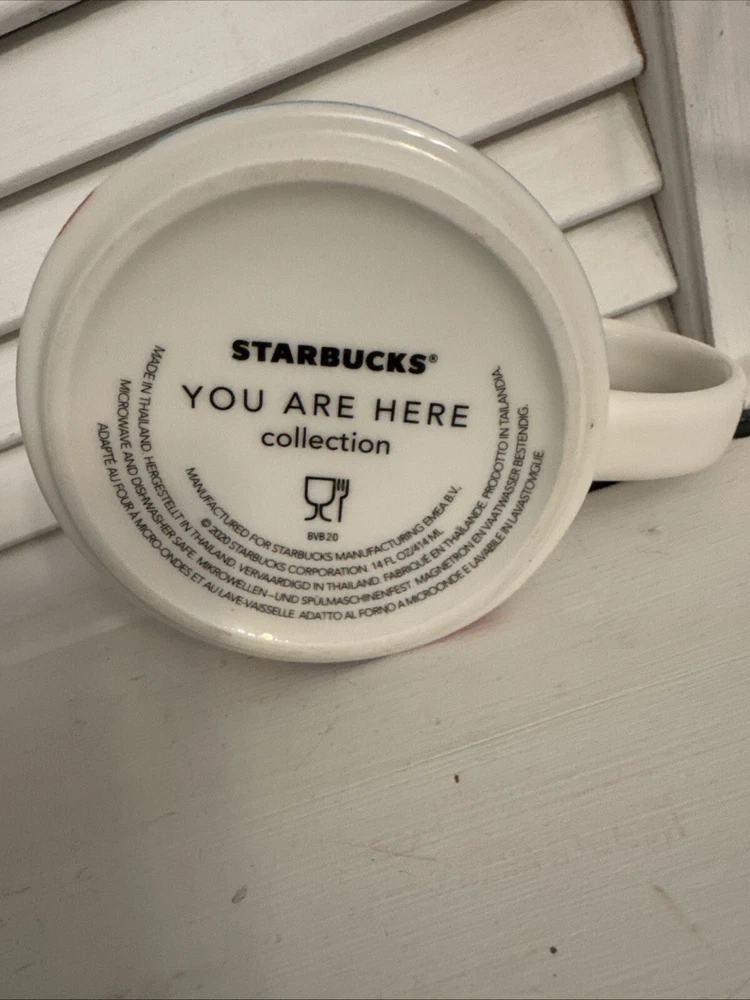 STARBUCKS®
YOU ARE HERE
collection
BVB20
MANUFACTURED FOR STARBUCKS MANUFACTURING EMEA B.V.,
© 2020 STARBUCKS CORPORATION. 14 FL OZ/414 ML
MADE IN THAILAND. HERGESTELLT IN THAILAND. VERVAARDIGD IN THAILAND. FABRIQUÉ EN THAÏLANDE. PRODOTTO IN TAILANDIA.
MICROWAVE AND DISHWASHER SAFE. MIKROWELLEN-UND SPÜLMASCHINENFEST. MAGNETRON EN VAATWASSER BESTENDIG.
ADAPTÉ AU FOUR À MICRO-ONDES ET AU LAVE-VAISSELLE. ADATTO AL FORNO A MICROONDE E LAVABILE IN LAVASTOVIGLIE